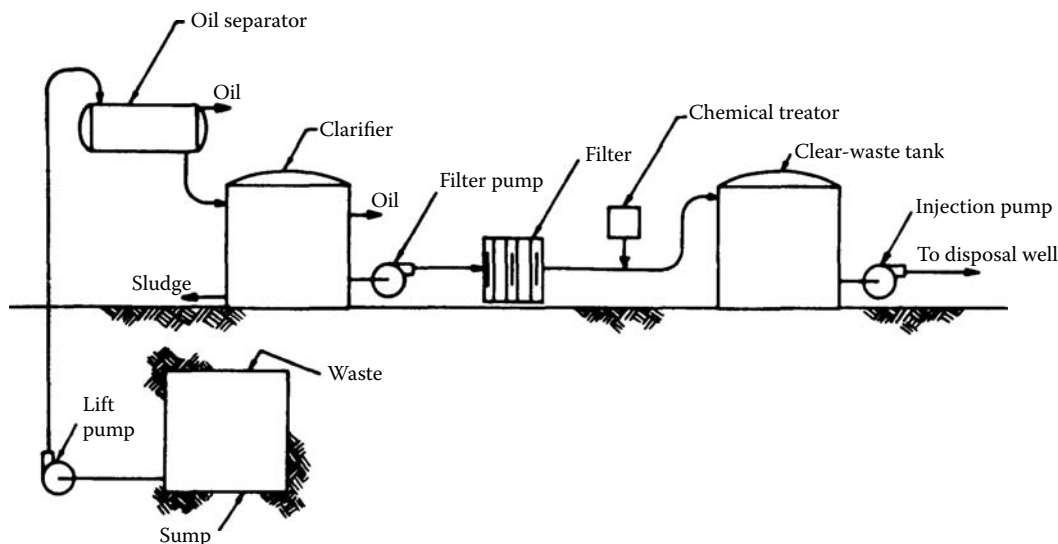 Oil separator
Oil
Clarifier
Chemical treator
Filter
Clear-waste tank
Filter pump
Oil
Injection pump
To disposal well
Sludge
Waste
Lift
pump
Sump